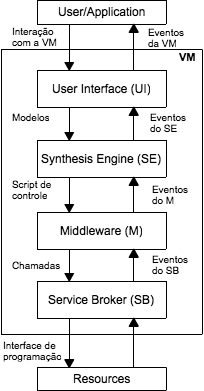 User/Application
Interação
com a VM
Eventos
da VM
VM
User Interface (UI)
Modelos
Eventos
do SE
Synthesis Engine (SE)
Script de
controle
Eventos
do M
Middleware (M)
Chamadas
Eventos
do SB
Service Broker (SB)
Interface de
programação
Resources